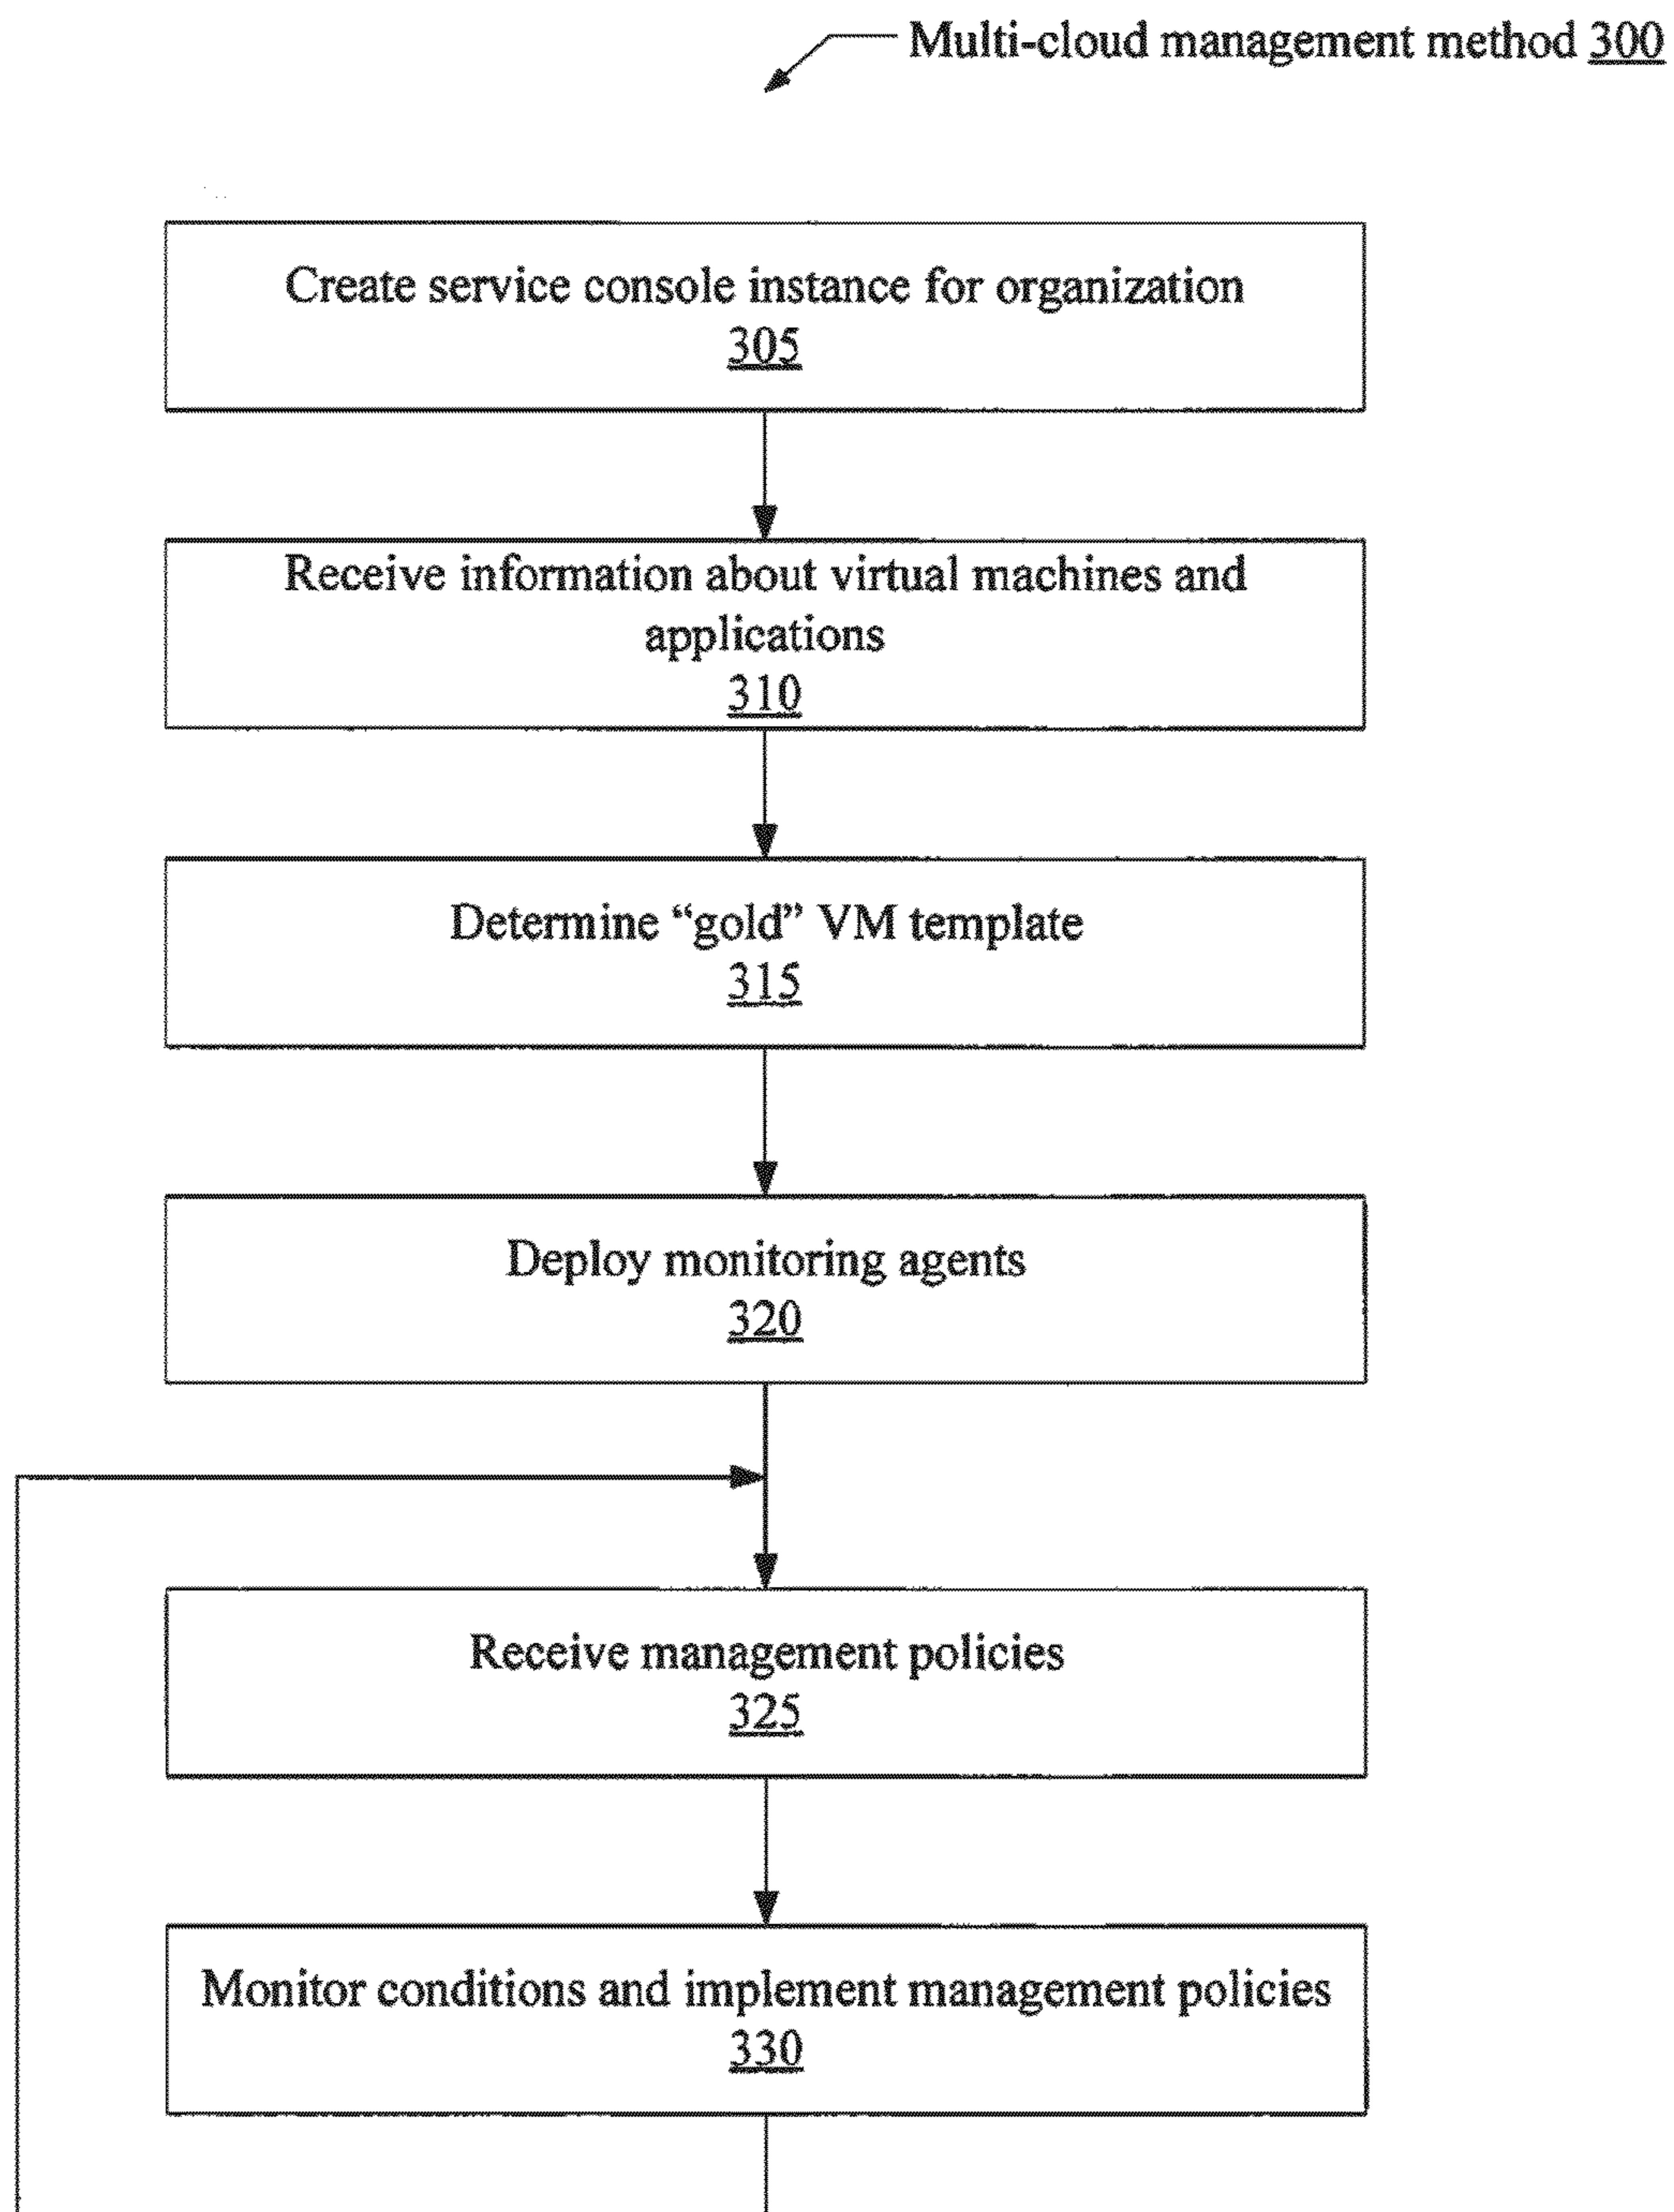 Multi-cloud management method 300
Create service console instance for organization
305
Receive information about virtual machines and
applications
310
Determine “gold” VM template
315
Deploy monitoring agents
320
Receive management policies
325
Monitor conditions and implement management policies
330